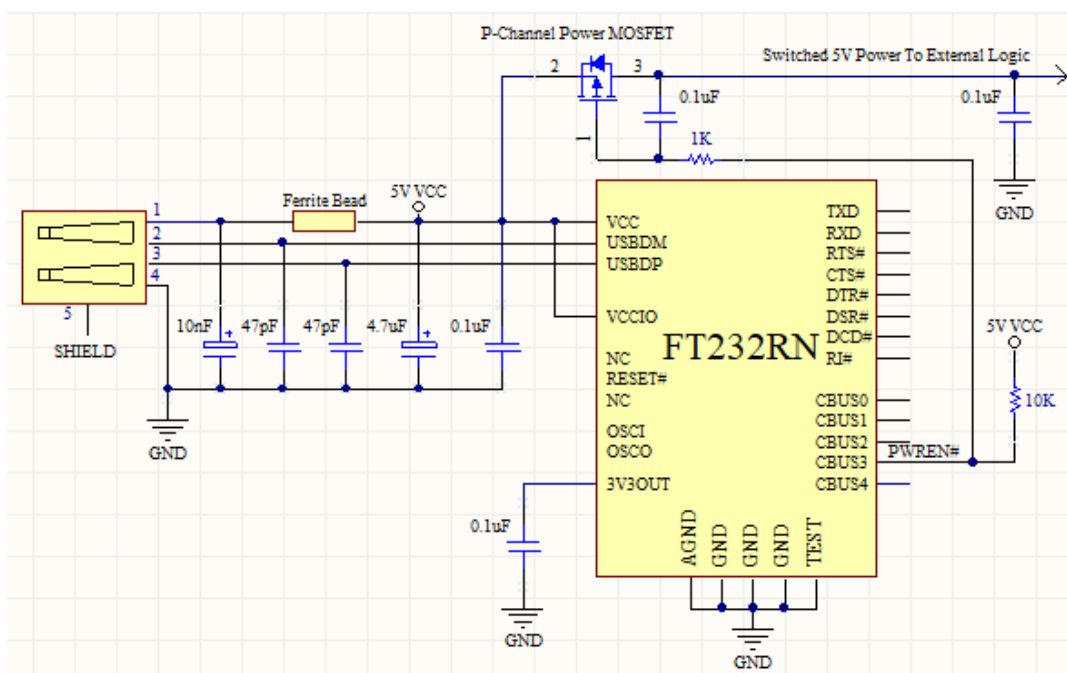 P-Channel Power MOSFET
Switched 5V Power To External Logic
2
3
0.1uF
0.1uF
1
1K
GND
Ferrite Bead
5V VCC
1
2
3
4
5
SHIELD
10nF
+
47pF
47pF
4.7uF
+
0.1uF
GND
VCC
USBDM
USBDP
VCCIO
NC
RESET#
NC
OSCI
OSCO
3V3OUT
FT232RN
TXD
RXD
RTS#
CTS#
DTR#
DSR#
DCD#
RI#
CBUS0
CBUS1
CBUS2
CBUS3
CBUS4
PWREN#
5V VCC
10K
0.1uF
GND
AGND
GND
GND
GND
TEST
GND